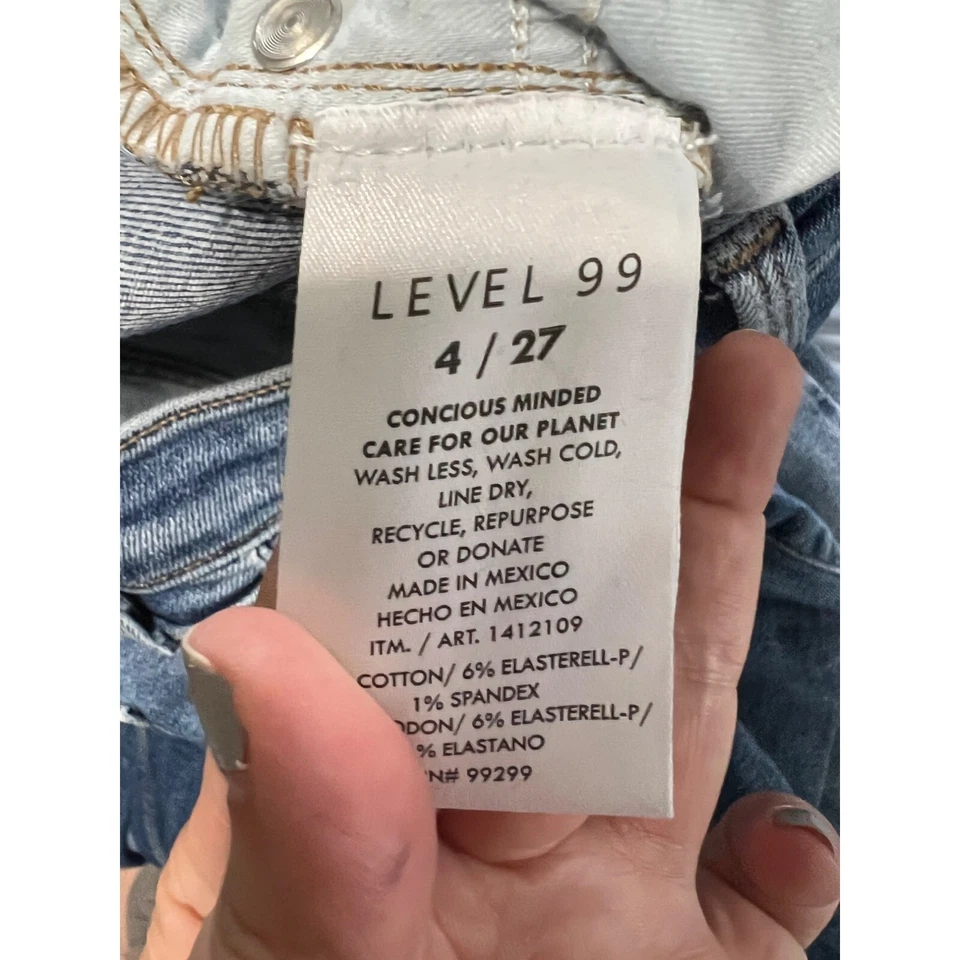 LEVEL 99
4 / 27
CONCIOUS MINDED
CARE FOR OUR PLANET
WASH LESS, WASH COLD,
LINE DRY,
RECYCLE, REPURPOSE
OR DONATE
MADE IN MEXICO
HECHO EN MEXICO
ITM. / ART. 1412109
COTTON/ 6% ELASTERELL-P/
1% SPANDEX
6% ELASTERELL-P/
% ELASTANO
99299